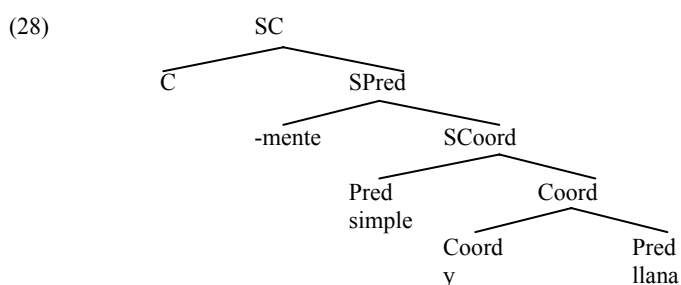 (28) SC
C SPred
-mente SCoord
Pred Coord
simple
Coord Pred
y llana